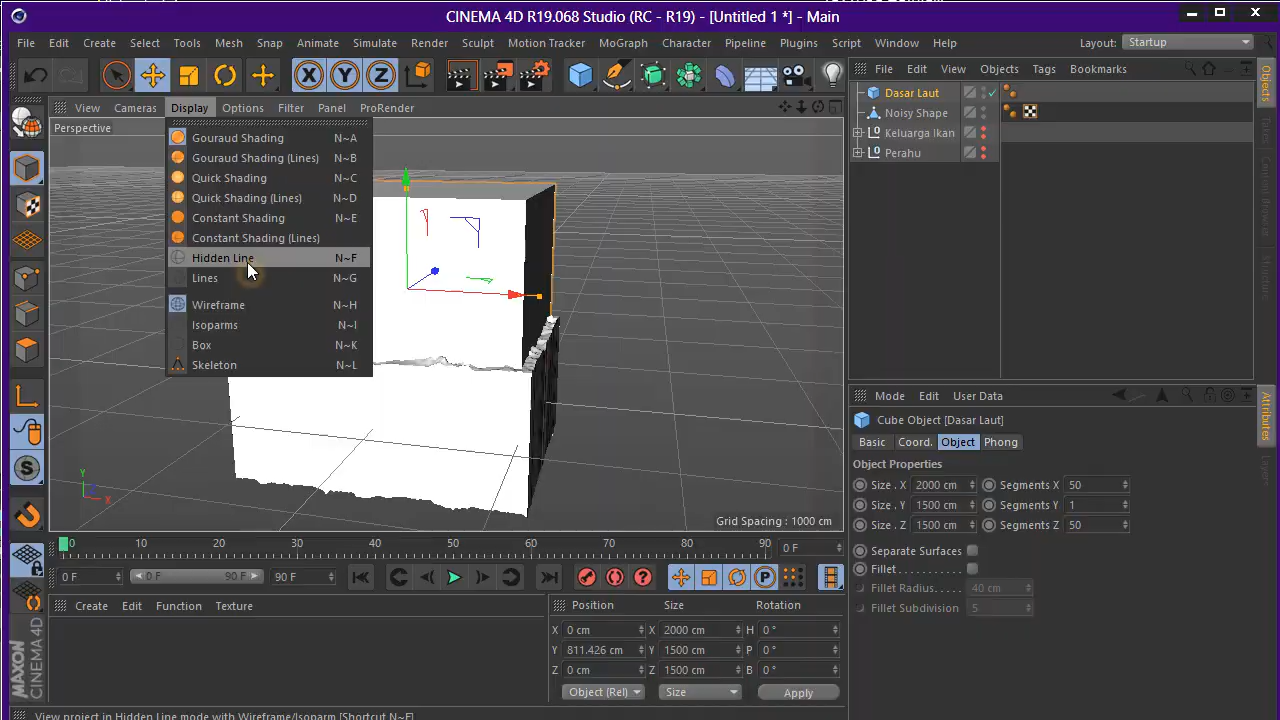 CINEMA 4D R19.068 Studio (RC - R19) - [Untitled 1 *] - Main
File Edit Create Select Tools Mesh Snap Animate Simulate Render Sculpt Motion Tracker MoGraph Character Pipeline Plugins Script Window Help Layout: Startup
X Y Z
File Edit View Objects Tags Bookmarks
Objects
Takes
Dasar Laut
Noisy Shape
Keluarga Ikan
Perahu
View Cameras Display Options Filter Panel ProRender
Perspective
Gouraud Shading N~A
Gouraud Shading (Lines) N~B
Quick Shading N~C
Quick Shading (Lines) N~D
Constant Shading N~E
Constant Shading (Lines)
Hidden Line N~F
Lines N~G
Wireframe N~H
Isoparms N~I
Box N~K
Skeleton N~L
Y
Z
X
Grid Spacing : 1000 cm
Mode Edit User Data
Attributes
Layer
Cube Object [Dasar Laut]
Basic Coord. Object Phong
Object Properties
Size . X 2000 cm Segments X 50
Size . Y 1500 cm Segments Y 1
Size . Z 1500 cm Segments Z 50
Separate Surfaces
Fillet
Fillet Radius 40 cm
Fillet Subdivision 5
0 10 20 30 40 50 60 70 80 90 0 F
0 F 0 F 90 F 90 F
P
Create Edit Function Texture
Position Size Rotation
X 0 cm X 2000 cm H 0 °
Y 811.426 cm Y 1500 cm P 0 °
Z 0 cm Z 1500 cm B 0 °
Object (Rel) Size Apply
MAXON
CINEMA 4D
View project in Hidden Line mode with Wireframe/Isoparm [Shortcut N~F]